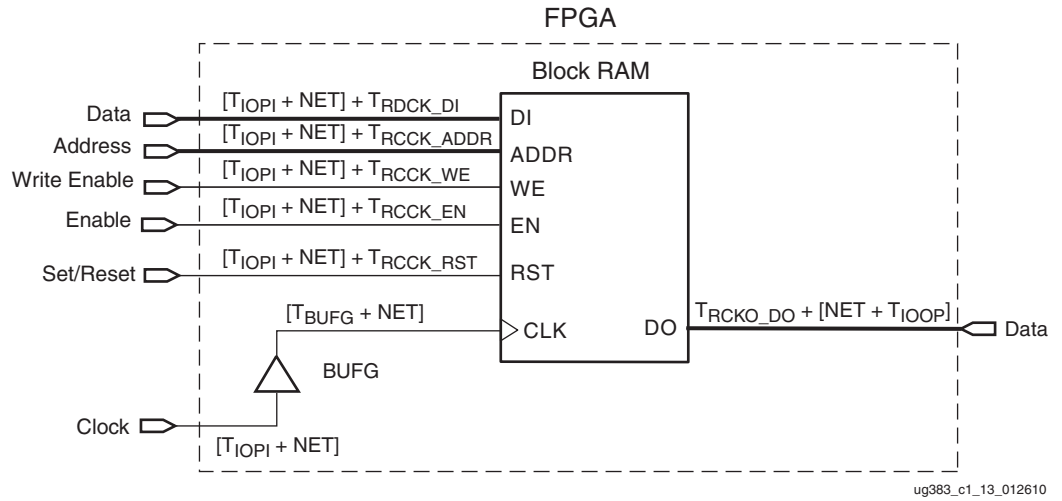 FPGA
Block RAM
Data
[TIOPI + NET] + TRDCK_DI
DI
Address
[TIOPI + NET] + TRCCK_ADDR
ADDR
Write Enable
[TIOPI + NET] + TRCCK_WE
WE
Enable
[TIOPI + NET] + TRCCK_EN
EN
Set/Reset
[TIOPI + NET] + TRCCK_RST
RST
[TBUFG + NET]
CLK
DO
TRCKO_DO + [NET + TIOOP]
Data
BUFG
Clock
[TIOPI + NET]
ug383_c1_13_012610